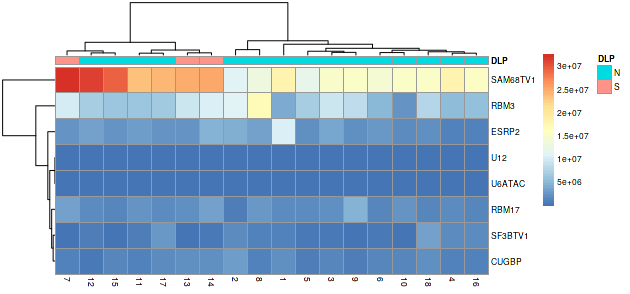 DLP
SAM68TV1
RBM3
ESRP2
U12
U6ATAC
RBM17
SF3BTV1
CUGBP
7 12 15 11 17 13 14 2 8 1 5 3 9 6 10 18 4 16
3e+07
2.5e+07
2e+07
1.5e+07
1e+07
5e+06
DLP
N
S